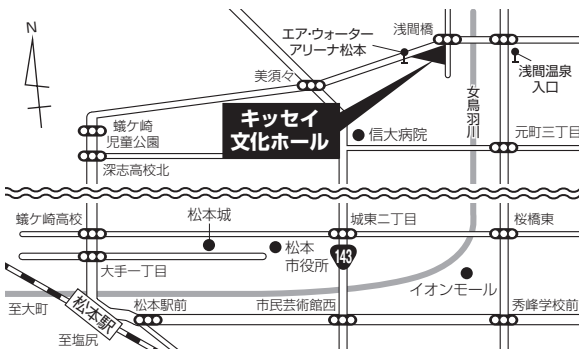 エア・ウォーター
アリーナ松本
浅間橋
美須々
浅間温泉
入口
キッセイ
文化ホール
女鳥羽川
蟻ケ崎
児童公園
信大病院
元町三丁目
深志高校北
蟻ケ崎高校
松本城
城東二丁目
桜橋東
松本
市役所
143
大手一丁目
イオンモール
至大町
松本駅
松本駅前
市民芸術館西
秀峰学校前
至塩尻